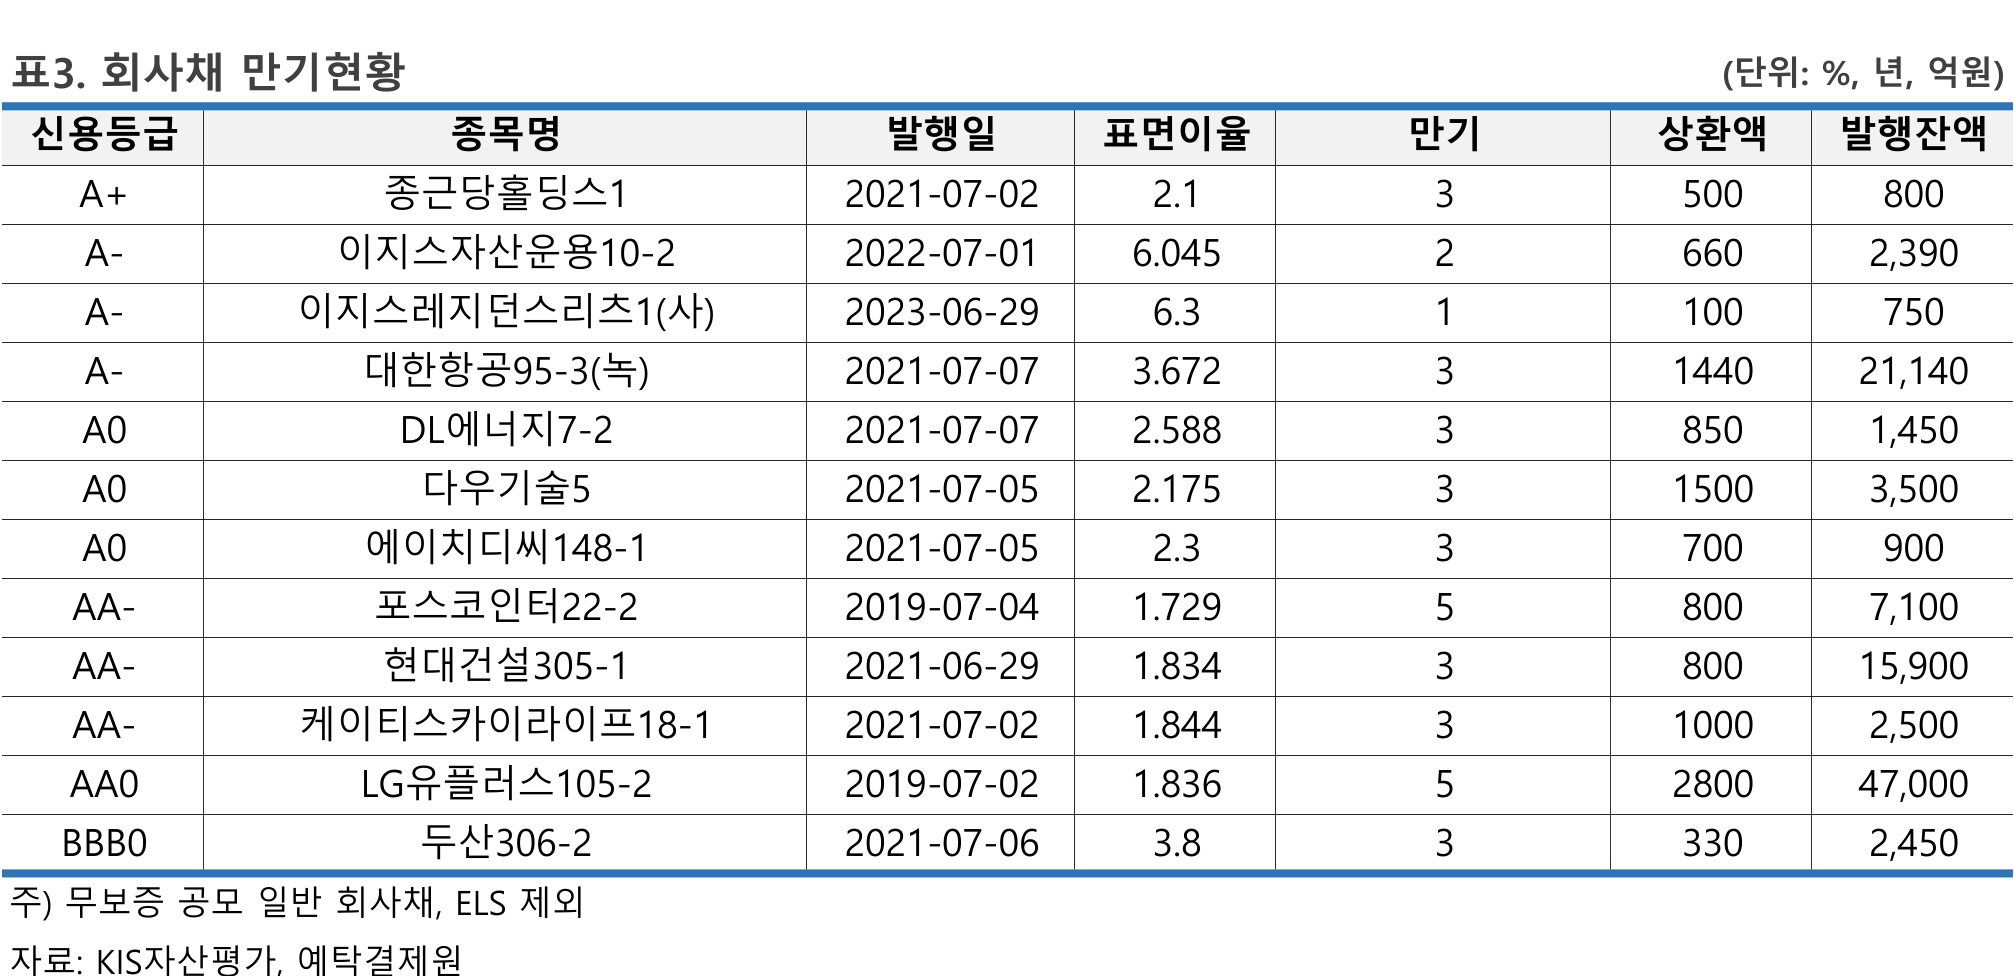 표3. 회사채 만기현황 (단위: %, 년, 억원)
신용등급 종목명 발행일 표면이율 만기 상환액 발행잔액
A+ 종근당홀딩스1 2021-07-02 2.1 3 500 800
A- 이지스자산운용10-2 2022-07-01 6.045 2 660 2,390
A- 이지스레지던스리츠1(사) 2023-06-29 6.3 1 100 750
A- 대한항공95-3(녹) 2021-07-07 3.672 3 1440 21,140
A0 DL에너지7-2 2021-07-07 2.588 3 850 1,450
A0 다우기술5 2021-07-05 2.175 3 1500 3,500
A0 에이치디씨148-1 2021-07-05 2.3 3 700 900
AA- 포스코인터22-2 2019-07-04 1.729 5 800 7,100
AA- 현대건설305-1 2021-06-29 1.834 3 800 15,900
AA- 케이티스카이라이프18-1 2021-07-02 1.844 3 1000 2,500
AA0 LG유플러스105-2 2019-07-02 1.836 5 2800 47,000
BBB0 두산306-2 2021-07-06 3.8 3 330 2,450
주) 무보증 공모 일반 회사채, ELS 제외
자료: KIS자산평가, 예탁결제원